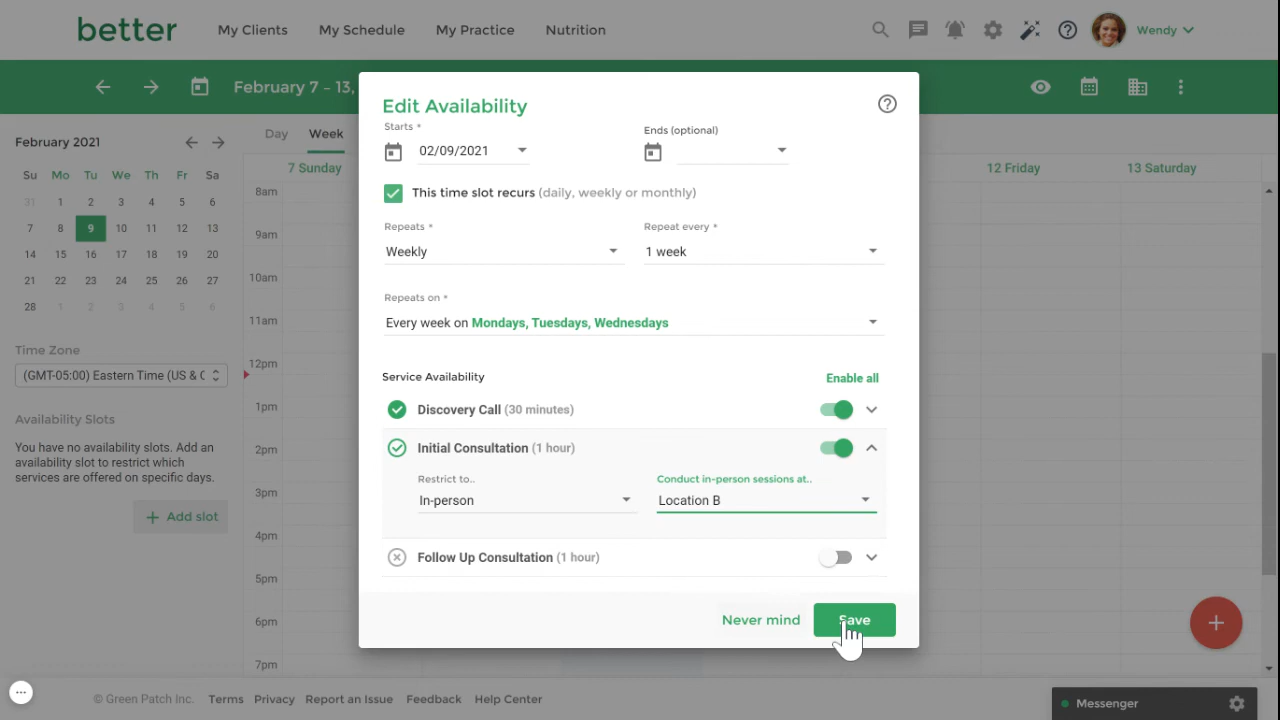 better
My Clients
My Schedule
My Practice
Nutrition
Wendy
February 7 – 13,
February 2021
Su Mo Tu We Th Fr Sa
31 1 2 3 4 5 6
7 8 9 10 11 12 13
14 15 16 17 18 19 20
21 22 23 24 25 26 27
28 1 2 3 4 5 6
Time Zone
(GMT-05:00) Eastern Time (US & C
Availability Slots
You have no availability slots. Add an
availability slot to restrict which
services are offered on specific days.
+ Add slot
Day
Week
7 Sunday
12 Friday
13 Saturday
8am
9am
10am
11am
12pm
1pm
2pm
3pm
4pm
5pm
6pm
7pm
Edit Availability
Starts *
02/09/2021
Ends (optional)
This time slot recurs (daily, weekly or monthly)
Repeats *
Weekly
Repeat every *
1 week
Repeats on *
Every week on Mondays, Tuesdays, Wednesdays
Service Availability
Enable all
Discovery Call (30 minutes)
Initial Consultation (1 hour)
Restrict to..
In-person
Conduct in-person sessions at..
Location B
Follow Up Consultation (1 hour)
Never mind
Save
© Green Patch Inc.
Terms
Privacy
Report an Issue
Feedback
Help Center
Messenger